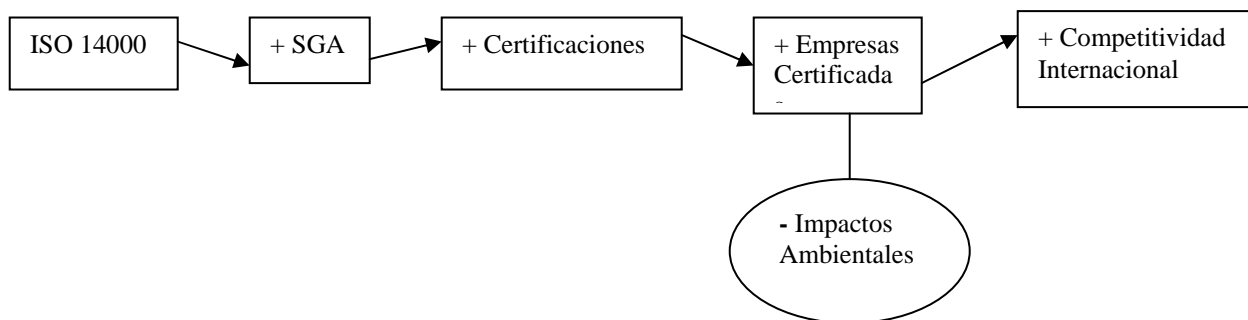 ISO 14000
+ SGA
+ Certificaciones
+ Empresas
Certificada
+ Competitividad
Internacional
- Impactos
Ambientales